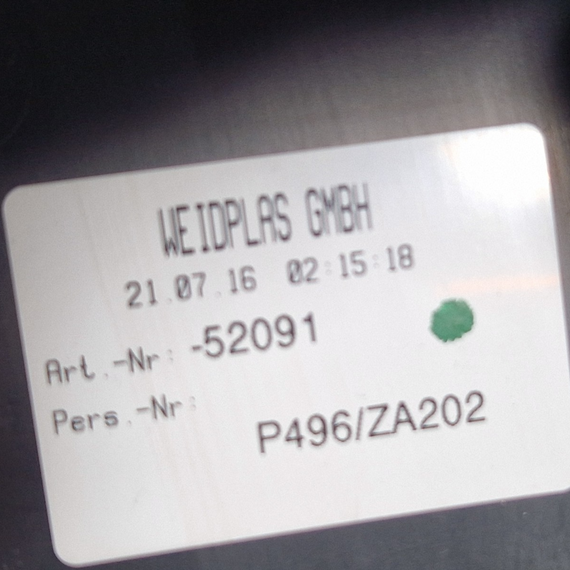 WEIDPLAS GMBH
21.07.16 02:15:18
Art.-Nr: -52091
Pers.-Nr:
P496/ZA202